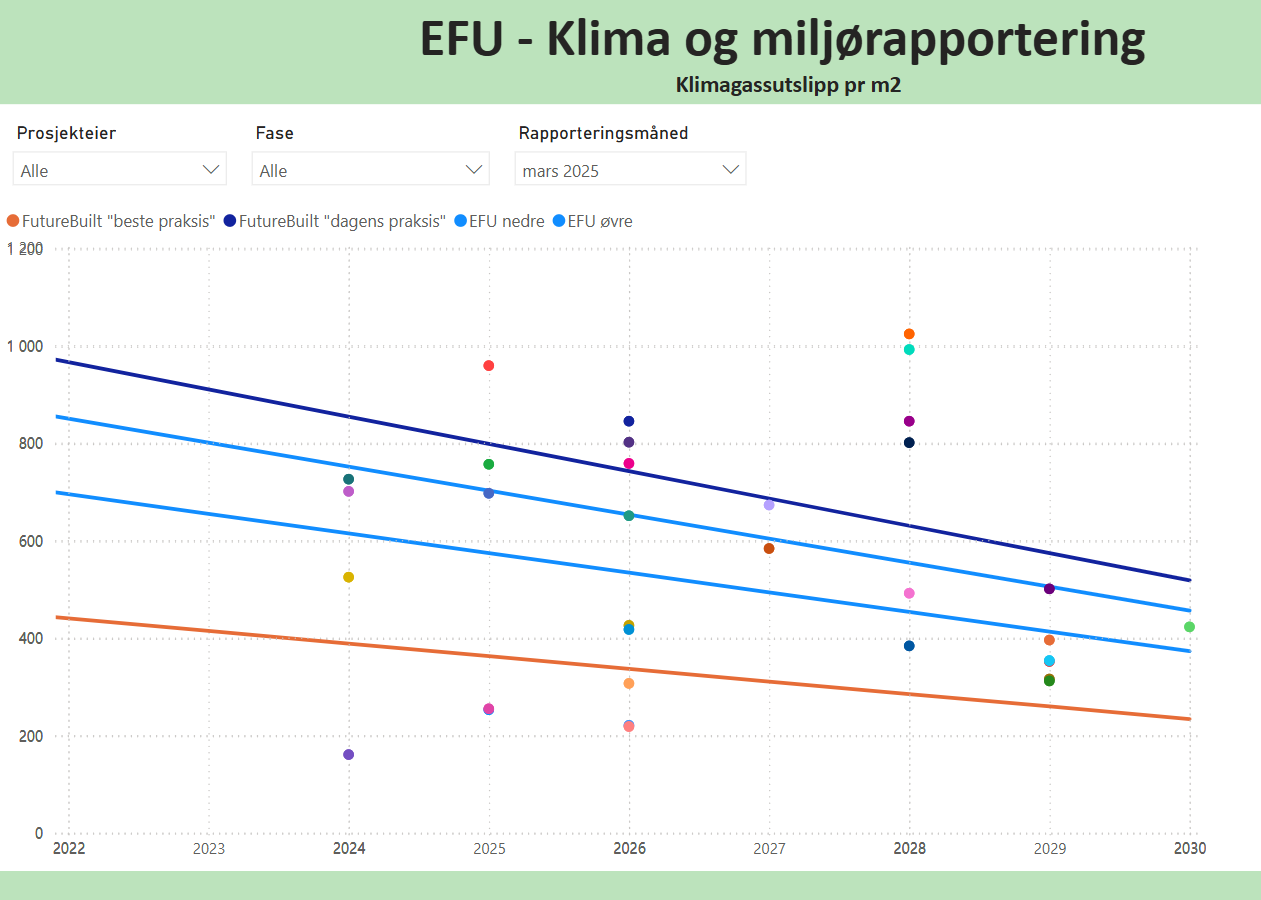 EFU - Klima og miljørapportering
Klimagassutslipp pr m2
Prosjekteier Fase Rapporteringsmåned
Alle Alle mars 2025
FutureBuilt "beste praksis" FutureBuilt "dagens praksis" EFU nedre EFU øvre
1 200
1 000
800
600
400
200
0
2022 2023 2024 2025 2026 2027 2028 2029 2030